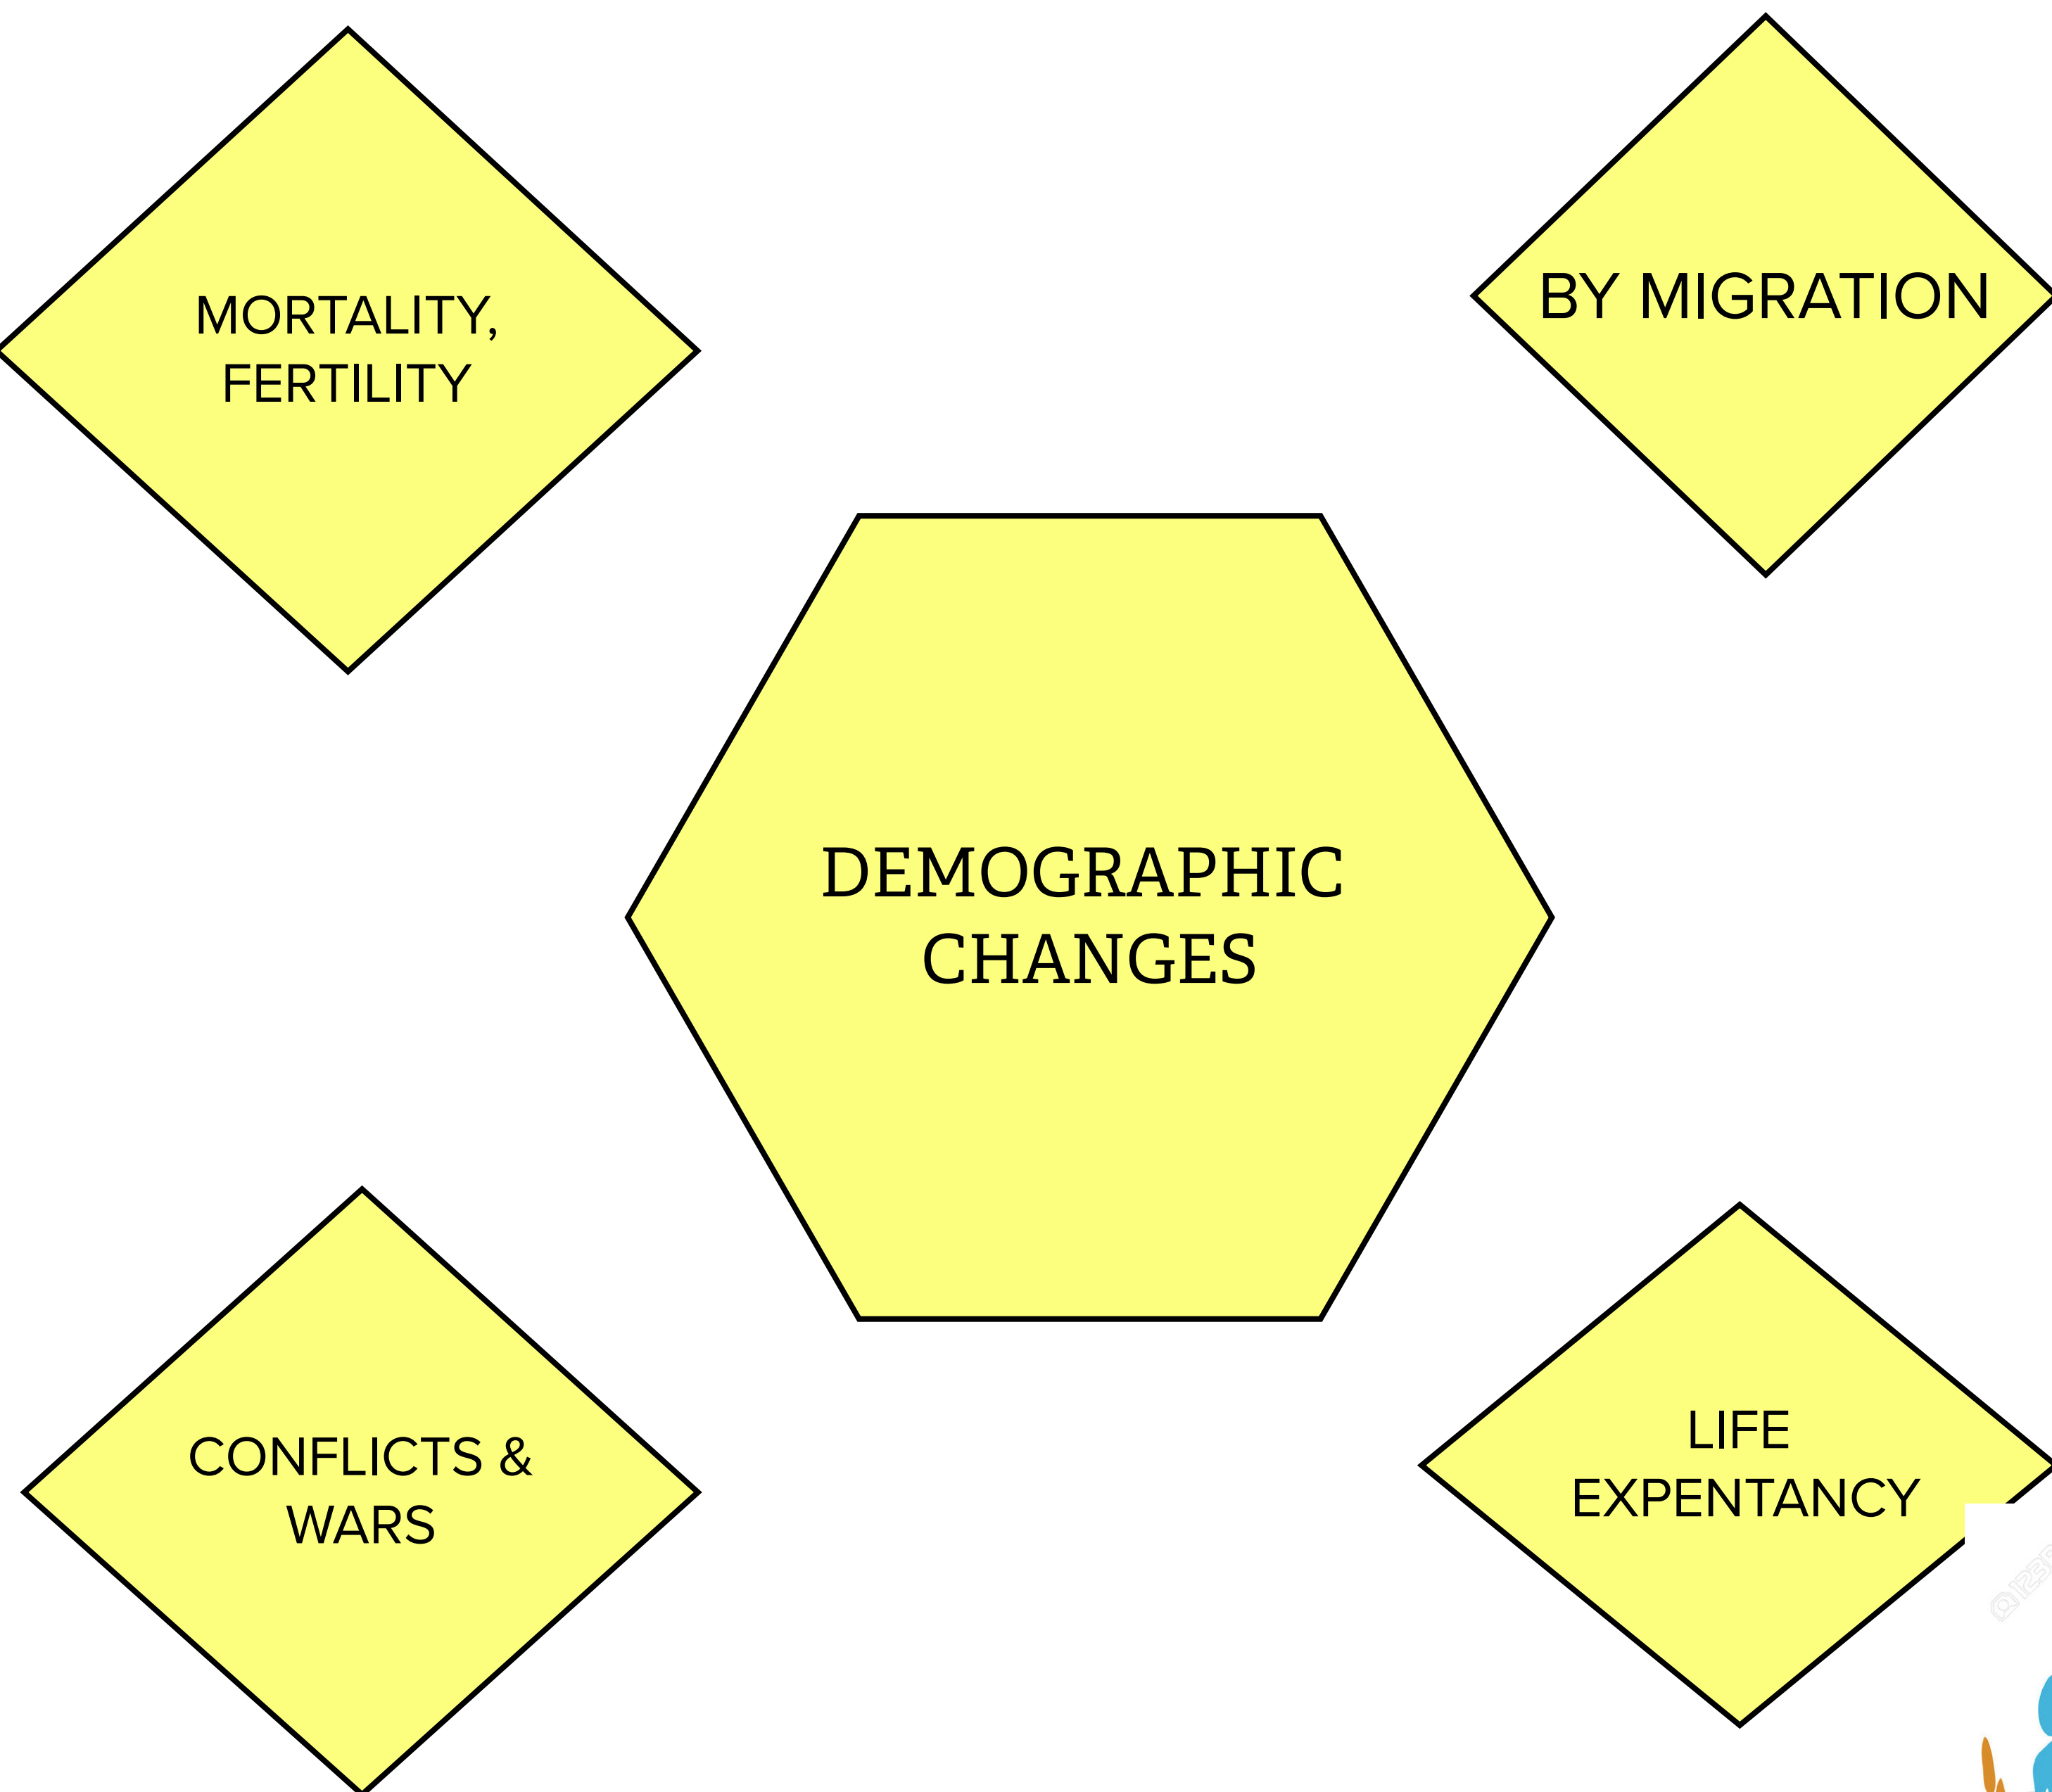 MORTALITY,
FERTILITY
BY MIGRATION
DEMOGRAPHIC
CHANGES
CONFLICTS &
WARS
LIFE
EXPENTANCY